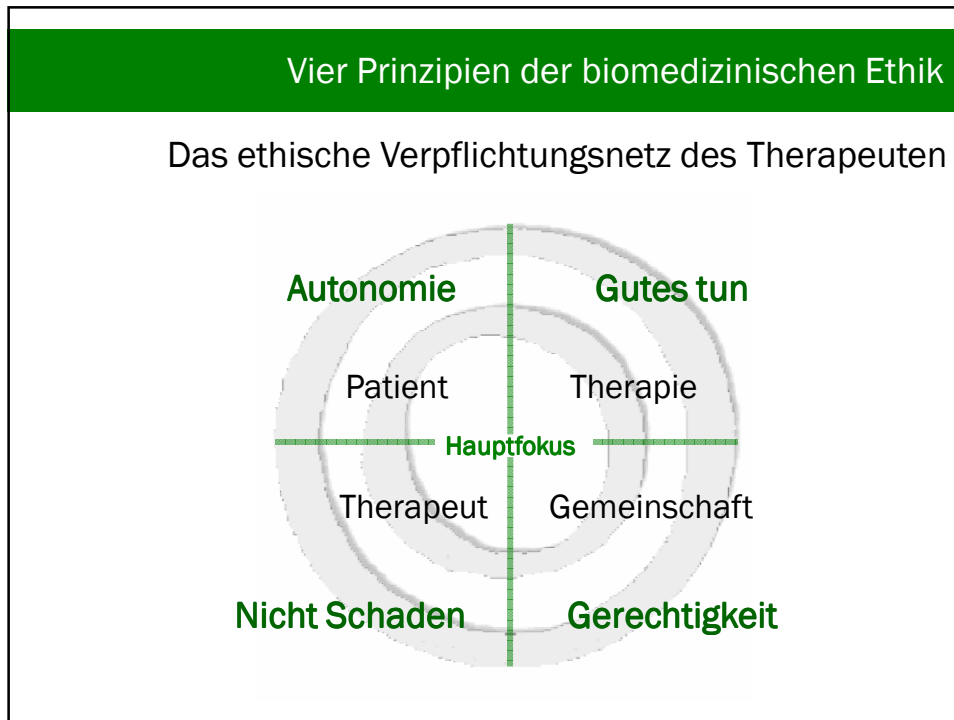 Vier Prinzipien der biomedizinischen Ethik
Das ethische Verpflichtungsnetz des Therapeuten
Autonomie Gutes tun
Patient Therapie
Hauptfokus
Therapeut Gemeinschaft
Nicht Schaden Gerechtigkeit